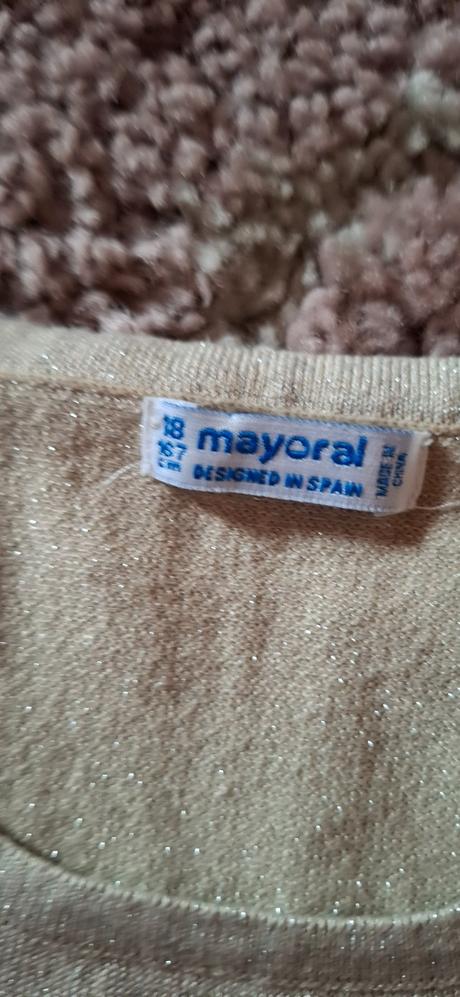 18
167
cm
mayoral
DESIGNED IN SPAIN
MADE IN
CHINA